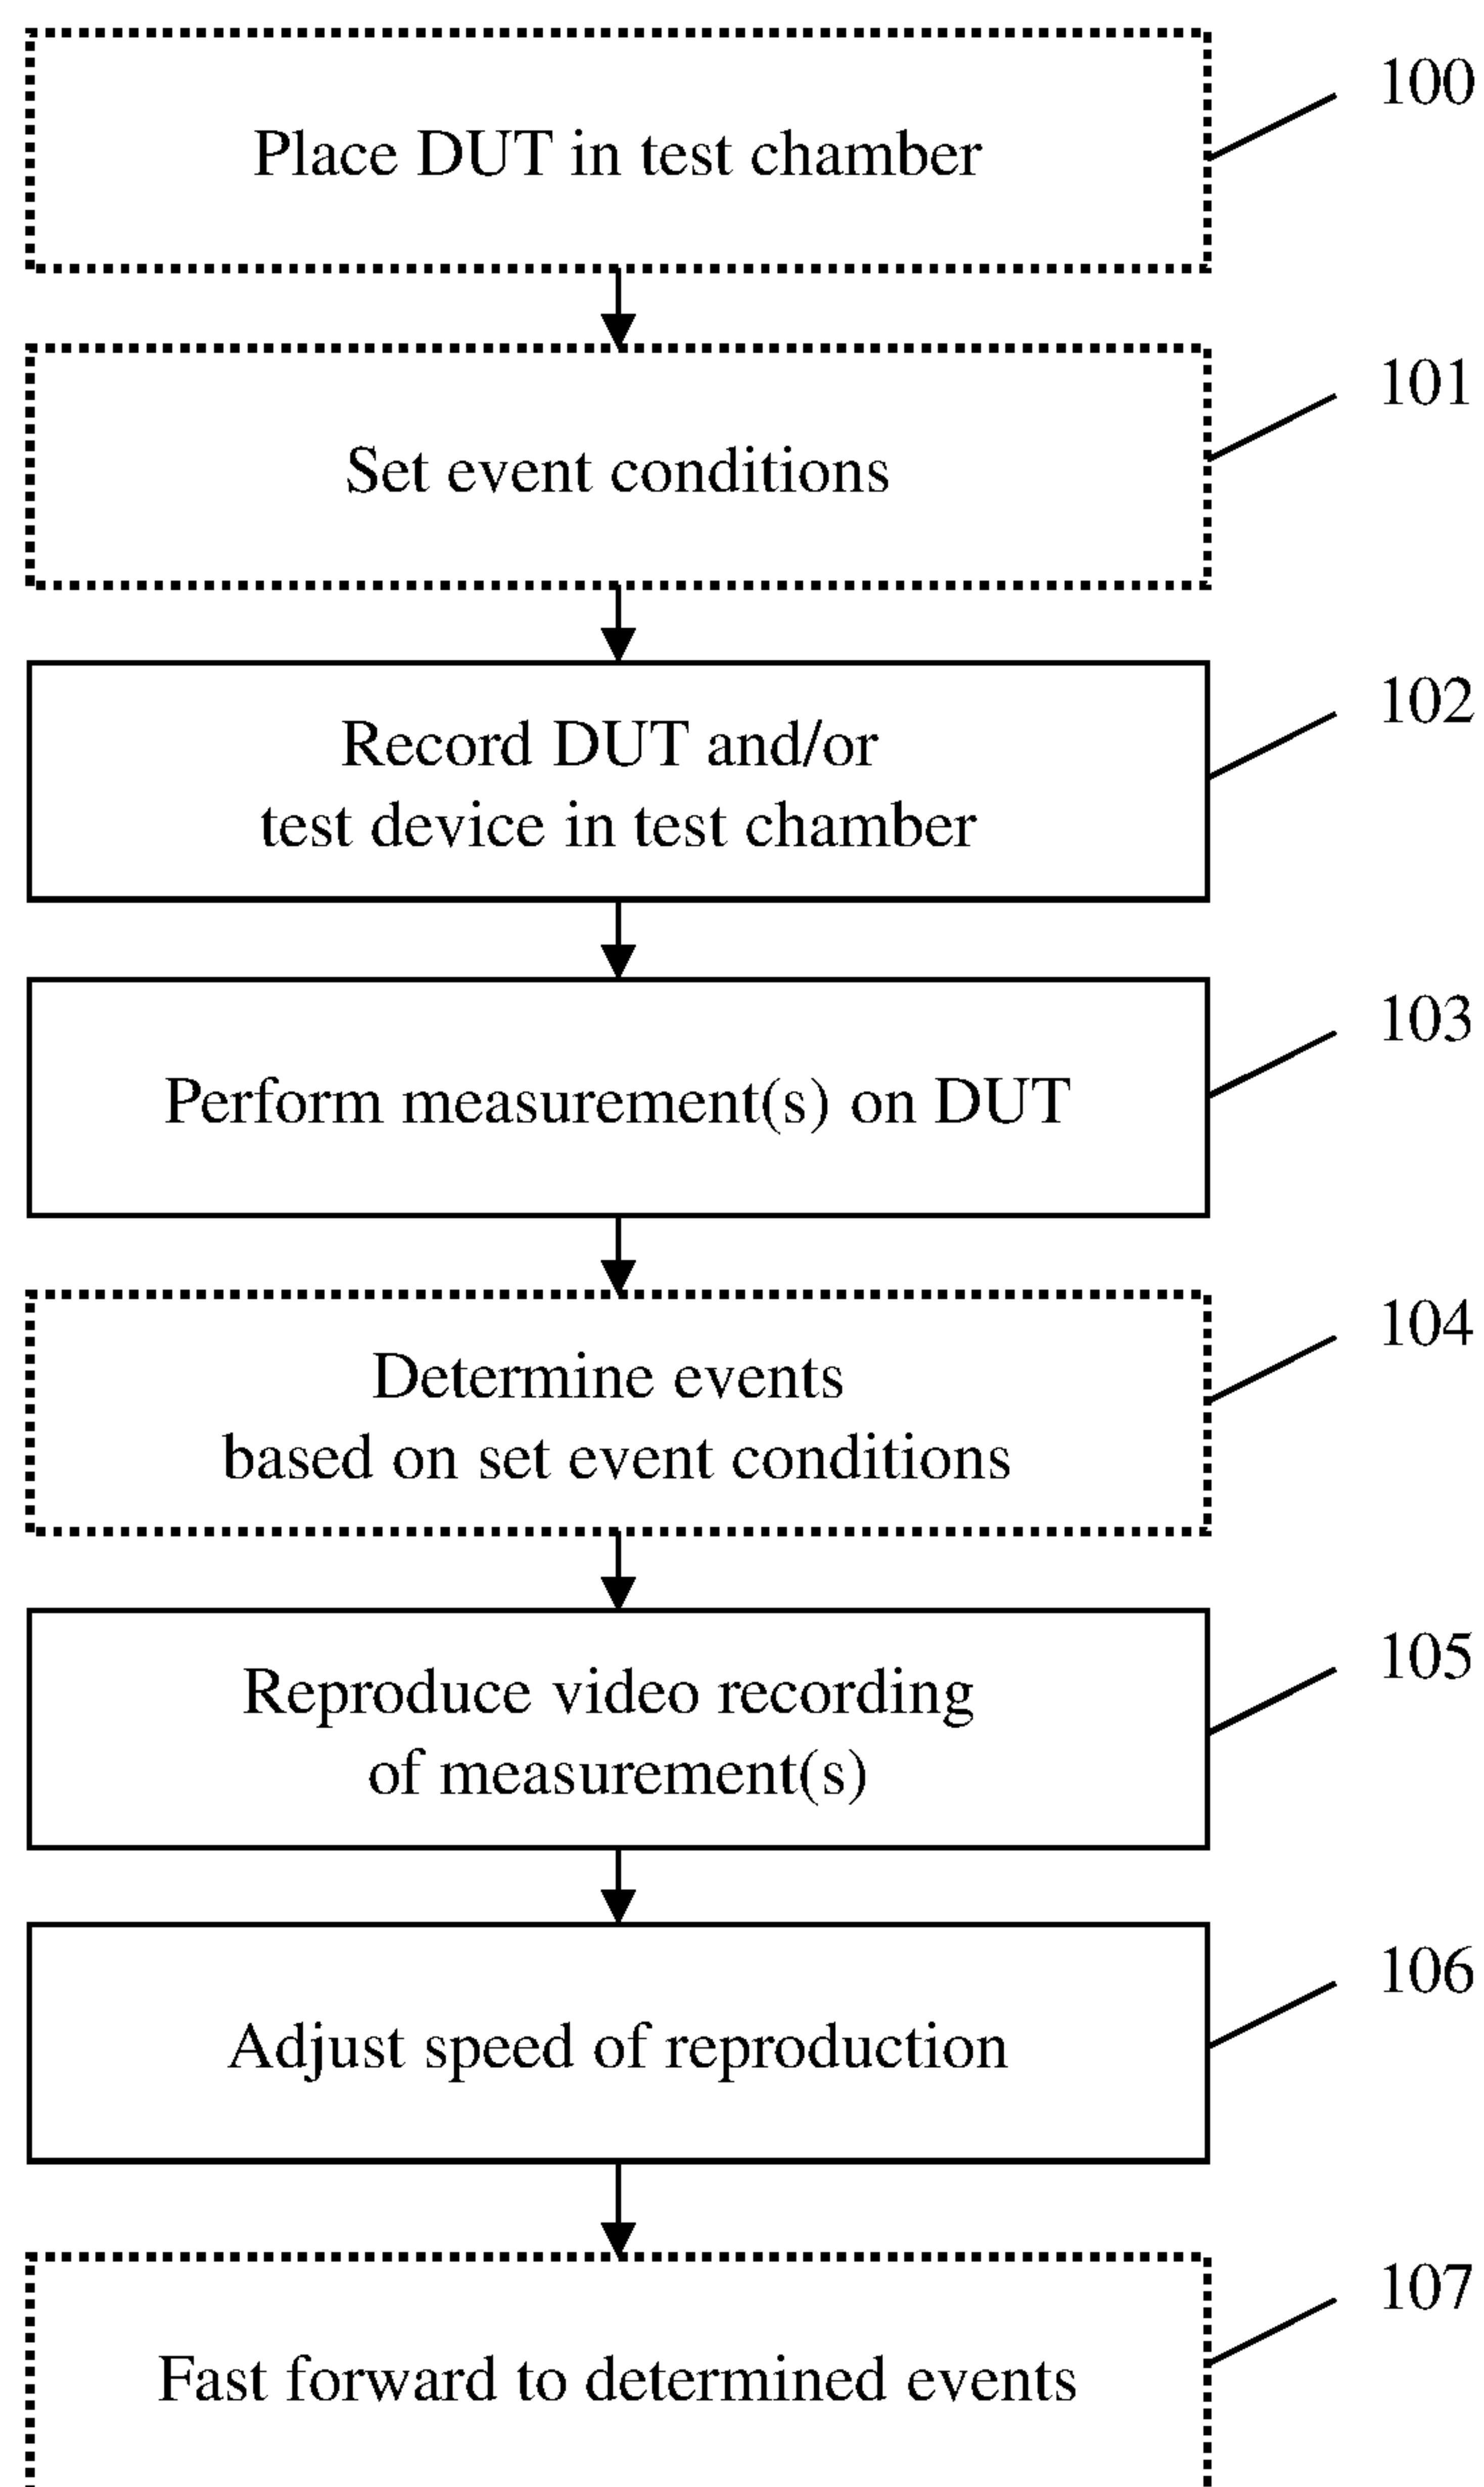 100
Place DUT in test chamber
101
Set event conditions
102
Record DUT and/or
test device in test chamber
103
Perform measurement(s) on DUT
104
Determine events
based on set event conditions
105
Reproduce video recording
of measurement(s)
106
Adjust speed of reproduction
107
Fast forward to determined events